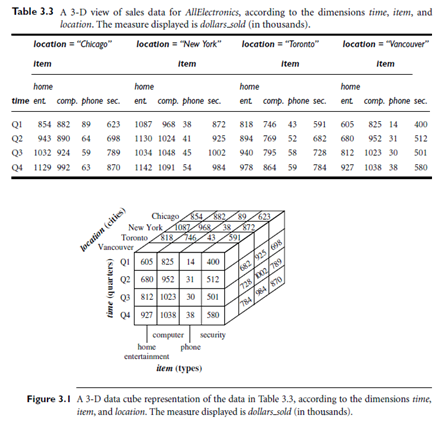 Table 3.3 A 3-D view of sales data for AllElectronics, according to the dimensions time, item, and
location. The measure displayed is dollars_sold (in thousands).
location = "Chicago" location = "New York" location = "Toronto" location = "Vancouver"
item item item item
home home home home
time ent. comp. phone sec. ent. comp. phone sec. ent. comp. phone sec. ent. comp. phone sec.
Q1 854 882 89 623 1087 968 38 872 818 746 43 591 605 825 14 400
Q2 943 890 64 698 1130 1024 41 925 894 769 52 682 680 952 31 512
Q3 1032 924 59 789 1034 1048 45 1002 940 795 58 728 812 1023 30 501
Q4 1129 992 63 870 1142 1091 54 984 978 864 59 784 927 1038 38 580
location (cities)
Chicago 854 882 89 623
New York 1087 968 38 872
Toronto 818 746 43 591
Vancouver
time (quarters)
Q1 605 825 14 400
682 925 698
Q2 680 952 31 512
728 1002 789
Q3 812 1023 30 501
784 984 870
Q4 927 1038 38 580
computer security
home phone
entertainment
item (types)
Figure 3.1 A 3-D data cube representation of the data in Table 3.3, according to the dimensions time,
item, and location. The measure displayed is dollars_sold (in thousands).